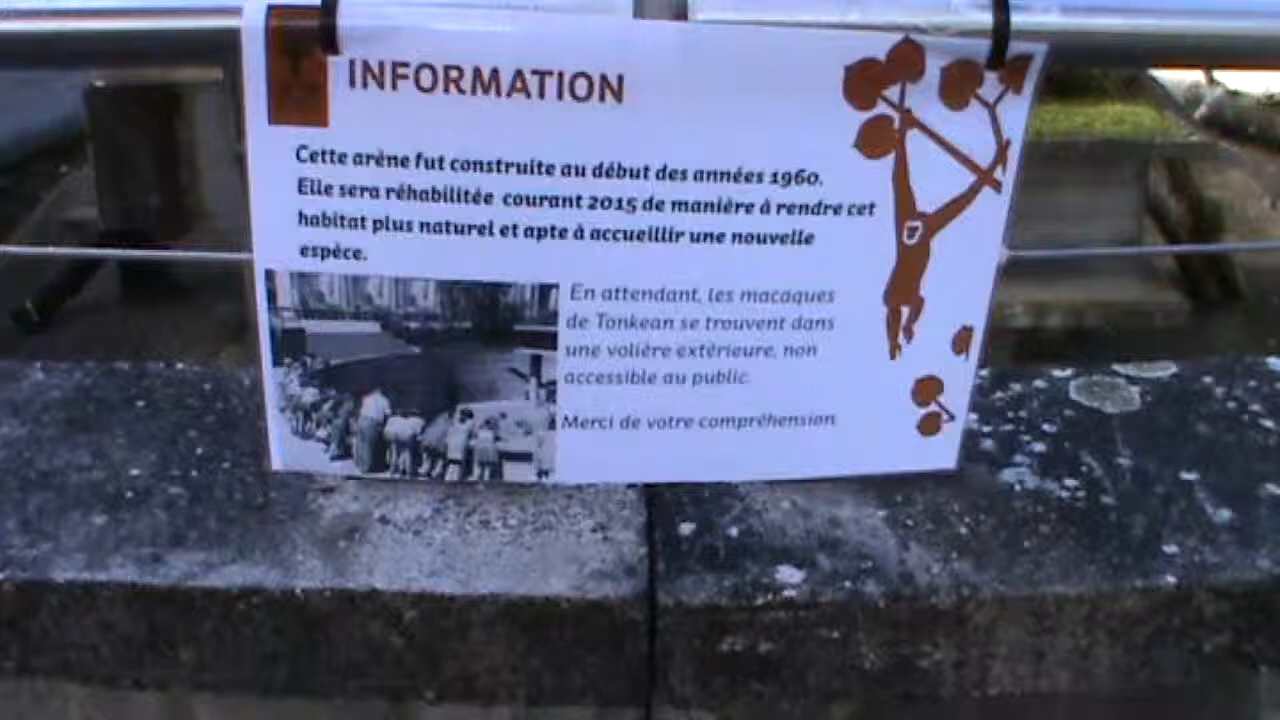 INFORMATION
Cette arène fut construite au début des années 1960.
Elle sera réhabilitée courant 2015 de manière à rendre cet
habitat plus naturel et apte à accueillir une nouvelle
espèce.
En attendant, les macaques
de Tonkean se trouvent dans
une volière extérieure, non
accessible au public.
Merci de votre compréhension